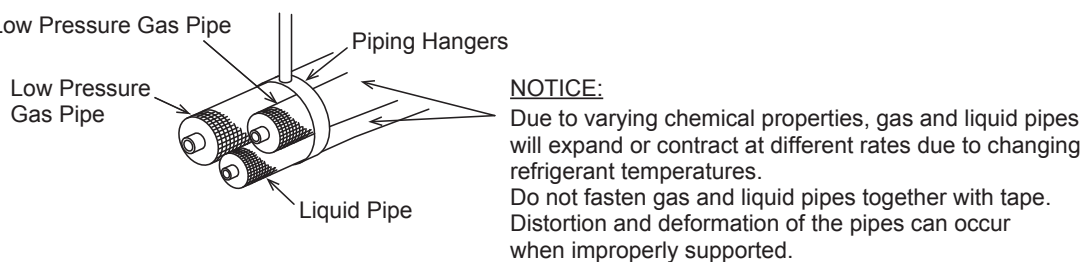 Low Pressure Gas Pipe
Piping Hangers
Low Pressure
Gas Pipe
Liquid Pipe
NOTICE:
Due to varying chemical properties, gas and liquid pipes
will expand or contract at different rates due to changing
refrigerant temperatures.
Do not fasten gas and liquid pipes together with tape.
Distortion and deformation of the pipes can occur
when improperly supported.